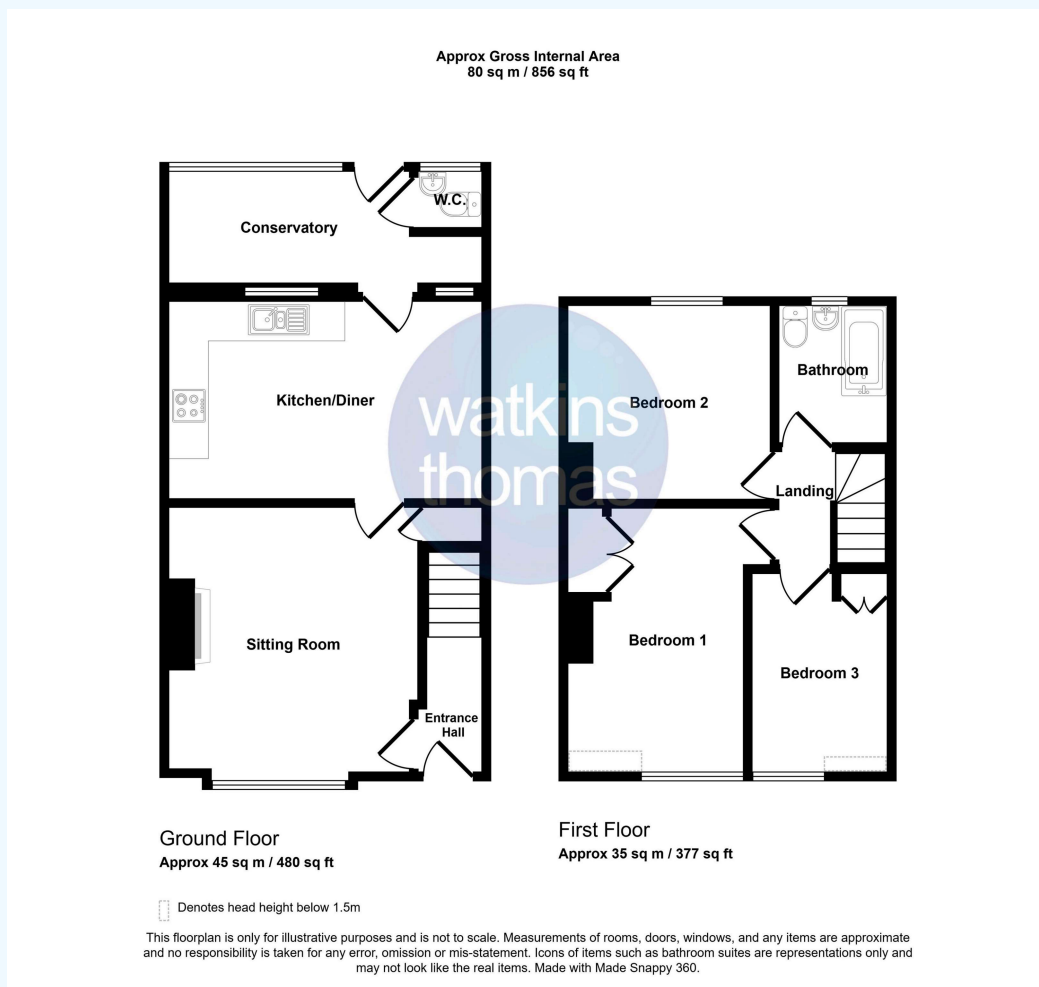 Approx Gross Internal Area
80 sq m / 856 sq ft
W.C.
Conservatory
Kitchen/Diner
Sitting Room
Entrance
Hall
Bedroom 2
Bathroom
Landing
Bedroom 1
Bedroom 3
watkins
thomas
Ground Floor
Approx 45 sq m / 480 sq ft
First Floor
Approx 35 sq m / 377 sq ft
Denotes head height below 1.5m
This floorplan is only for illustrative purposes and is not to scale. Measurements of rooms, doors, windows, and any items are approximate
and no responsibility is taken for any error, omission or mis-statement. Icons of items such as bathroom suites are representations only and
may not look like the real items. Made with Made Snappy 360.